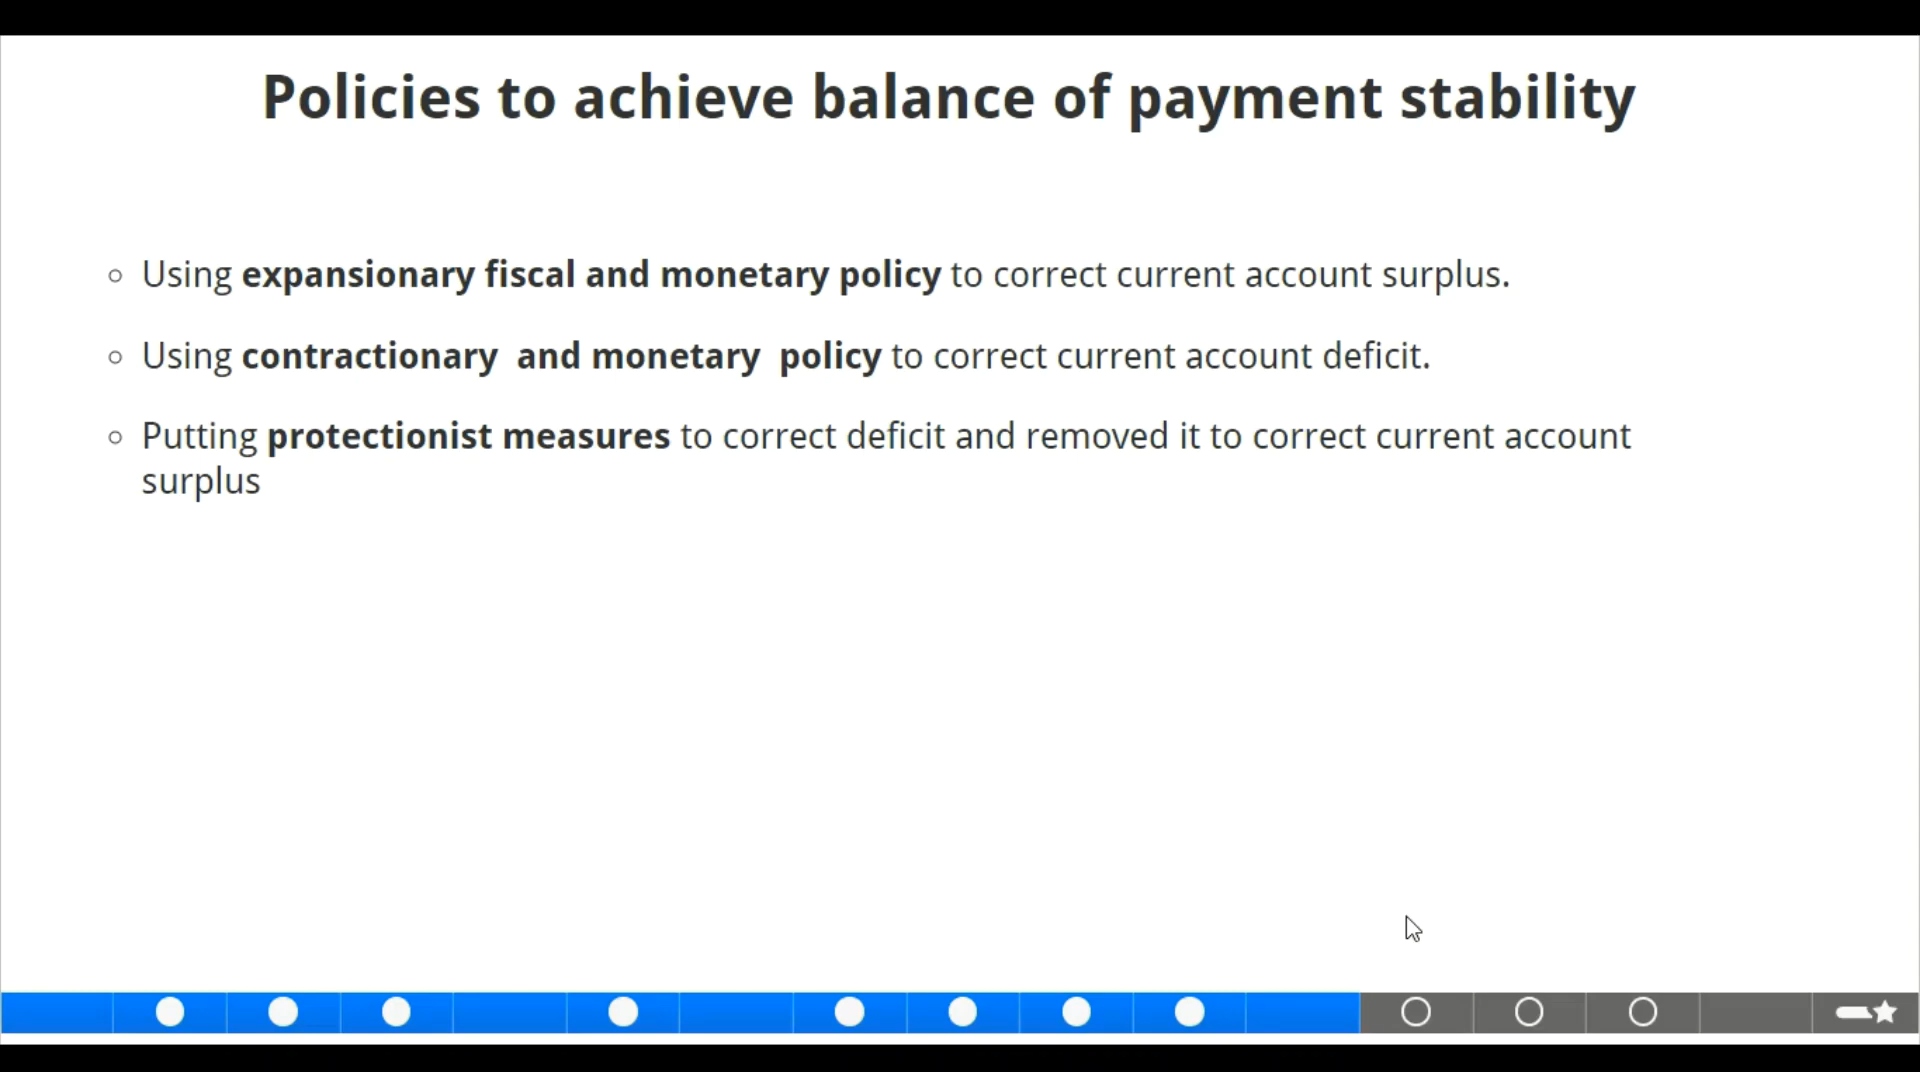 Policies to achieve balance of payment stability
Using expansionary fiscal and monetary policy to correct current account surplus.
Using contractionary and monetary policy to correct current account deficit.
Putting protectionist measures to correct deficit and removed it to correct current account
surplus